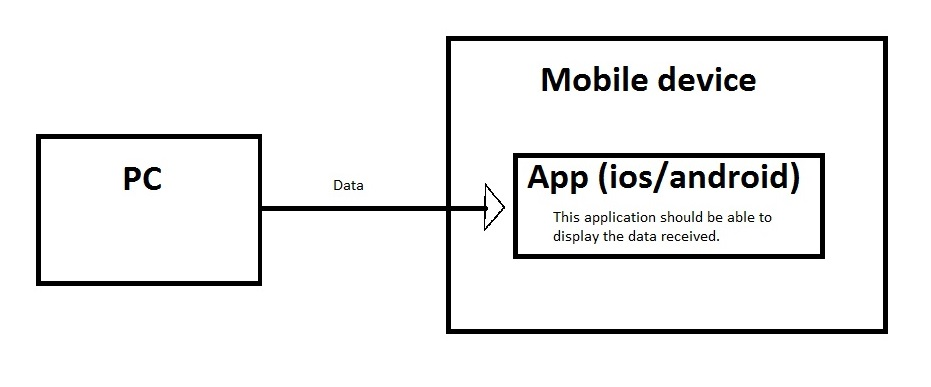 Mobile device
PC
Data
App (ios/android)
This application should be able to
display the data received.